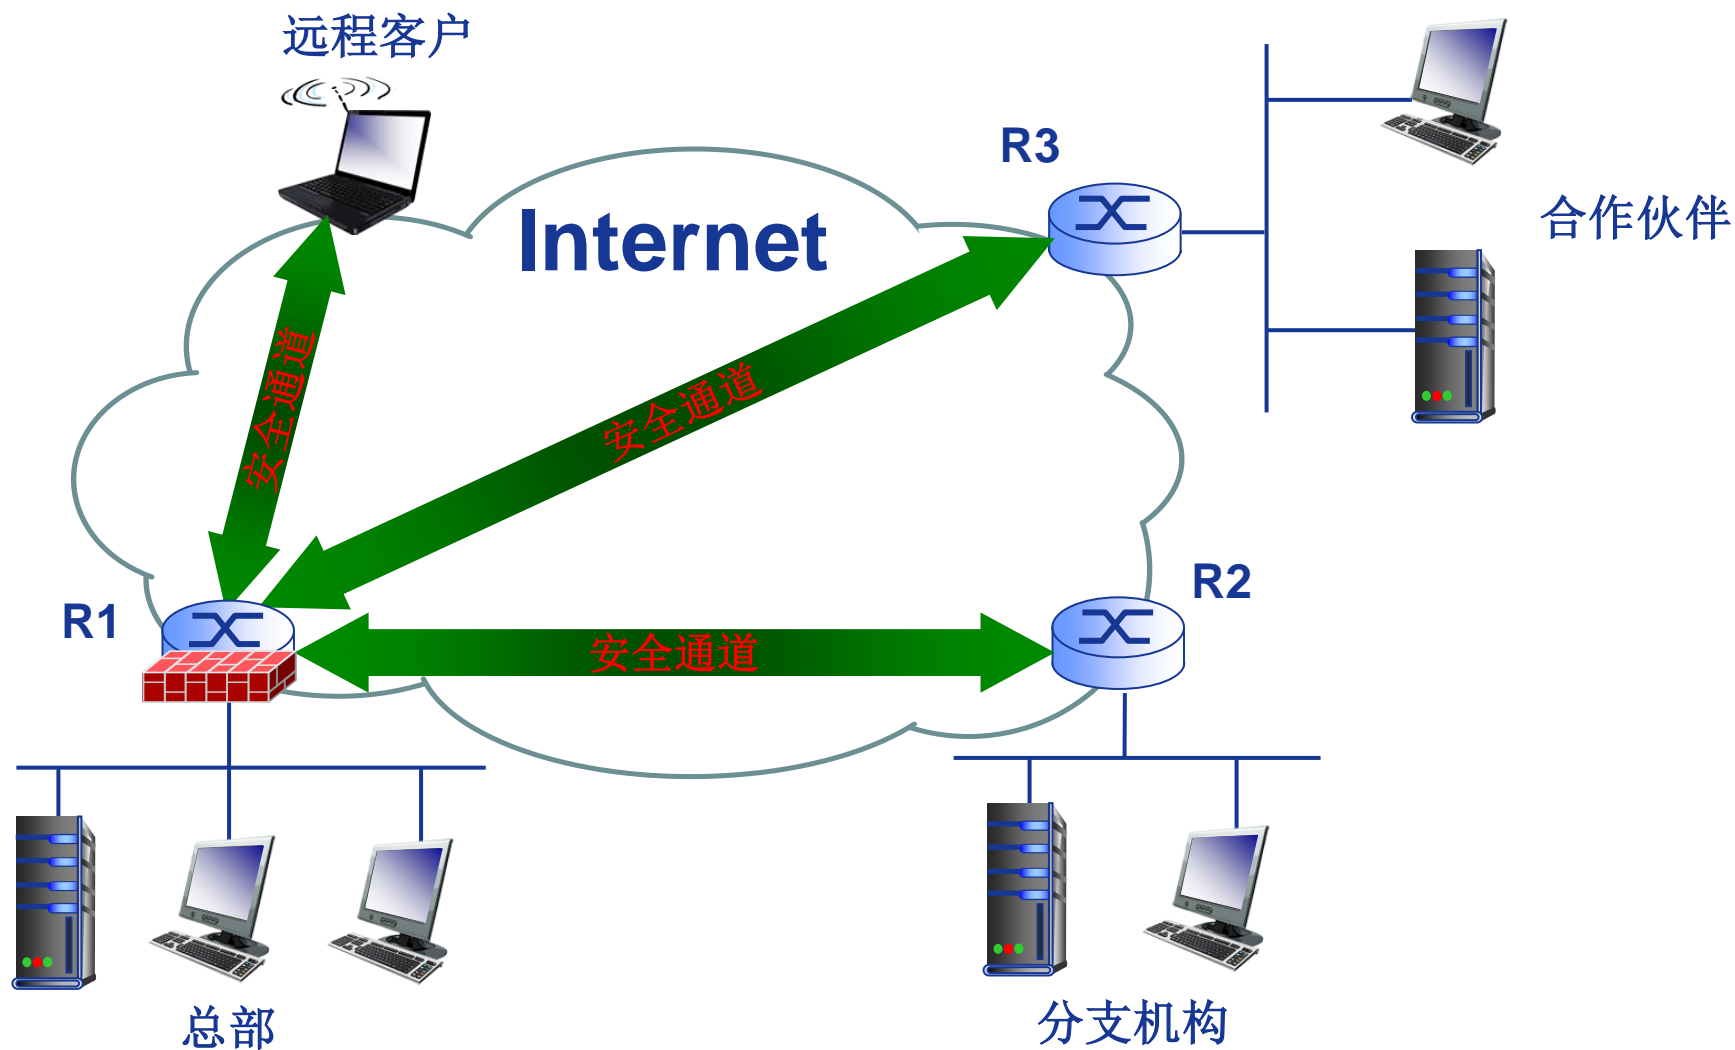 远程客户
R3
合作伙伴
Internet
安全通道
安全通道
R2
R1
安全通道
总部
分支机构